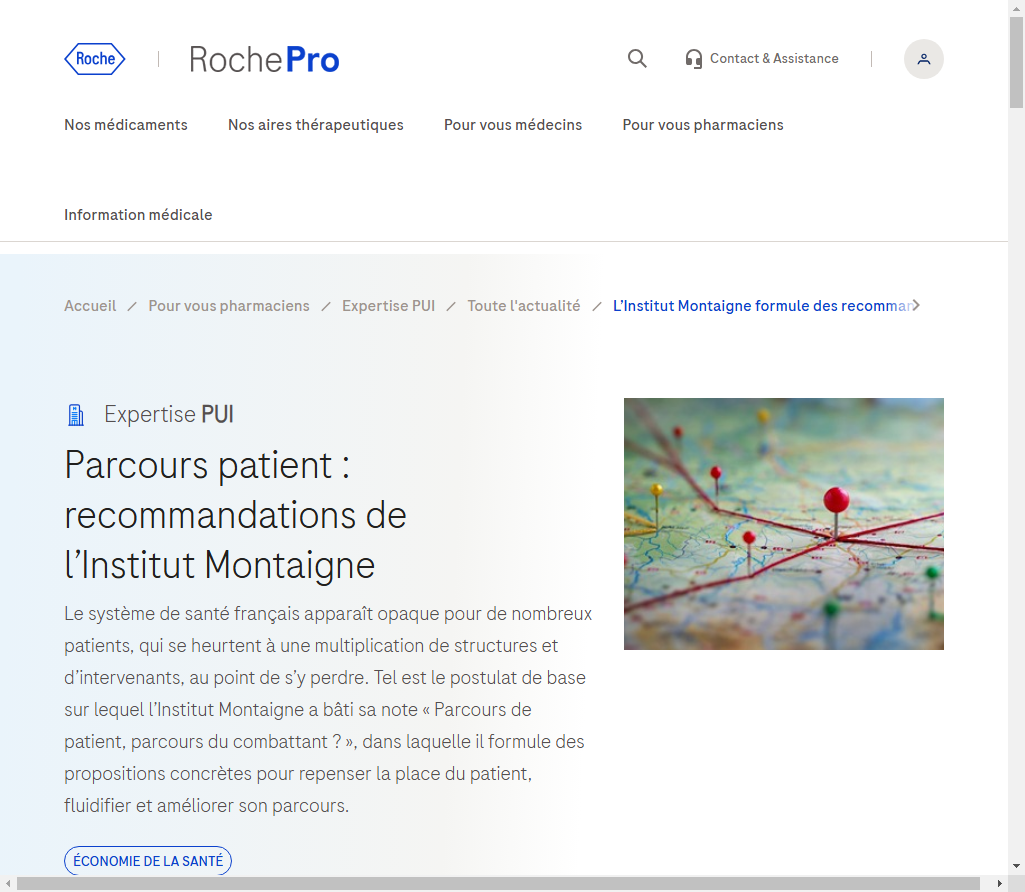 Roche
RochePro
Contact & Assistance
Nos médicaments
Nos aires thérapeutiques
Pour vous médecins
Pour vous pharmaciens
Information médicale
Accueil / Pour vous pharmaciens / Expertise PUI / Toute l'actualité / L'Institut Montaigne formule des
Expertise PUI
Parcours patient :
recommandations de
l’Institut Montaigne
Le système de santé français apparaît opaque pour de nombreux
patients, qui se heurtent à une multiplication de structures et
d’intervenants, au point de s’y perdre. Tel est le postulat de base
sur lequel l’Institut Montaigne a bâti sa note « Parcours de
patient, parcours du combattant ? », dans laquelle il formule des
propositions concrètes pour repenser la place du patient,
fluidifier et améliorer son parcours.
ÉCONOMIE DE LA SANTÉ